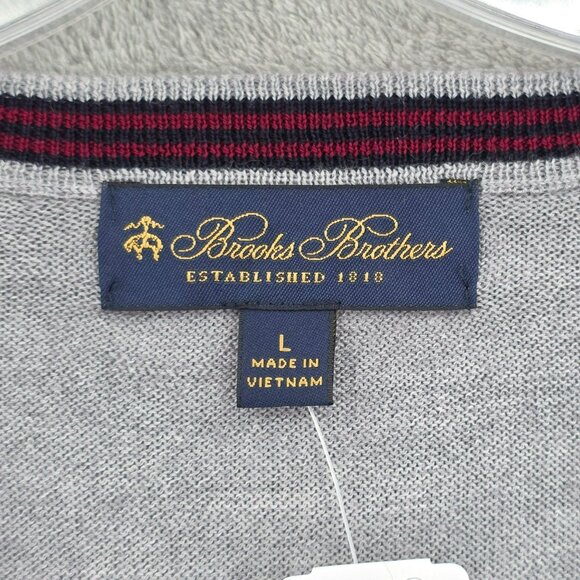 Brooks Brothers
ESTABLISHED 1818
L
MADE IN
VIETNAM